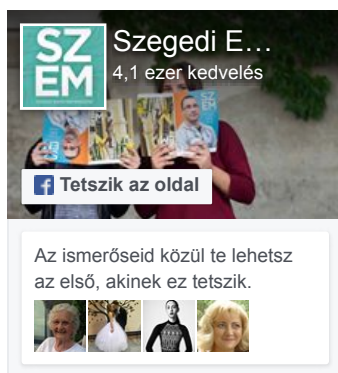 SZ
EM
Szegedi E...
4,1 ezer kedvelés
Tetszik az oldal
Az ismerőseid közül te lehetsz
az első, akinek ez tetszik.